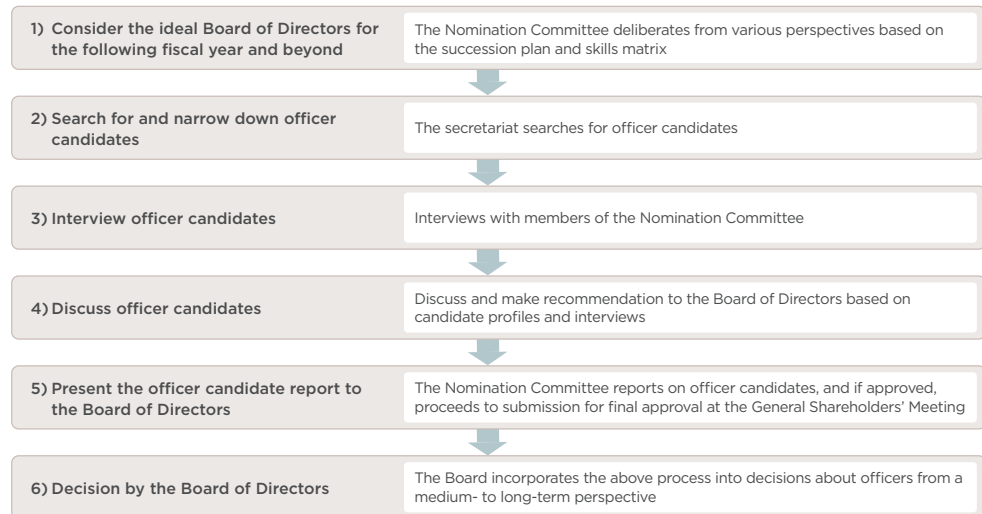 1) Consider the ideal Board of Directors for
the following fiscal year and beyond
The Nomination Committee deliberates from various perspectives based on
the succession plan and skills matrix
2) Search for and narrow down officer
candidates
The secretariat searches for officer candidates
3) Interview officer candidates
Interviews with members of the Nomination Committee
4) Discuss officer candidates
Discuss and make recommendation to the Board of Directors based on
candidate profiles and interviews
5) Present the officer candidate report to
the Board of Directors
The Nomination Committee reports on officer candidates, and if approved,
proceeds to submission for final approval at the General Shareholders’ Meeting
6) Decision by the Board of Directors
The Board incorporates the above process into decisions about officers from a
medium- to long-term perspective